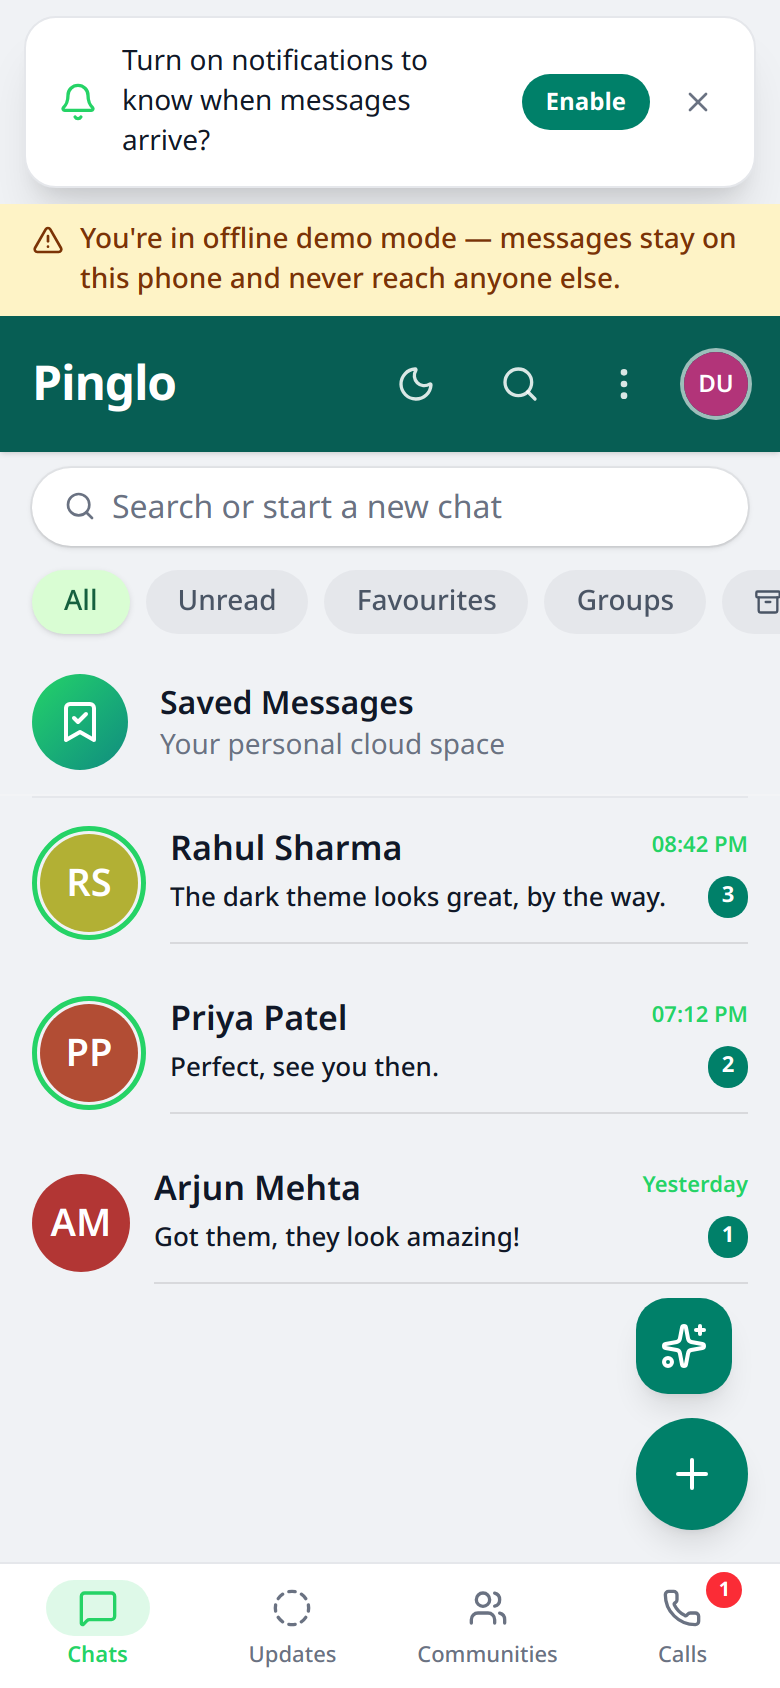 Turn on notifications to
know when messages
arrive?
Enable
You're in offline demo mode — messages stay on
this phone and never reach anyone else.
Pinglo
DU
Search or start a new chat
All
Unread
Favourites
Groups
Saved Messages
Your personal cloud space
RS
Rahul Sharma
08:42 PM
The dark theme looks great, by the way.
3
PP
Priya Patel
07:12 PM
Perfect, see you then.
2
AM
Arjun Mehta
Yesterday
Got them, they look amazing!
1
1
Chats
Updates
Communities
Calls